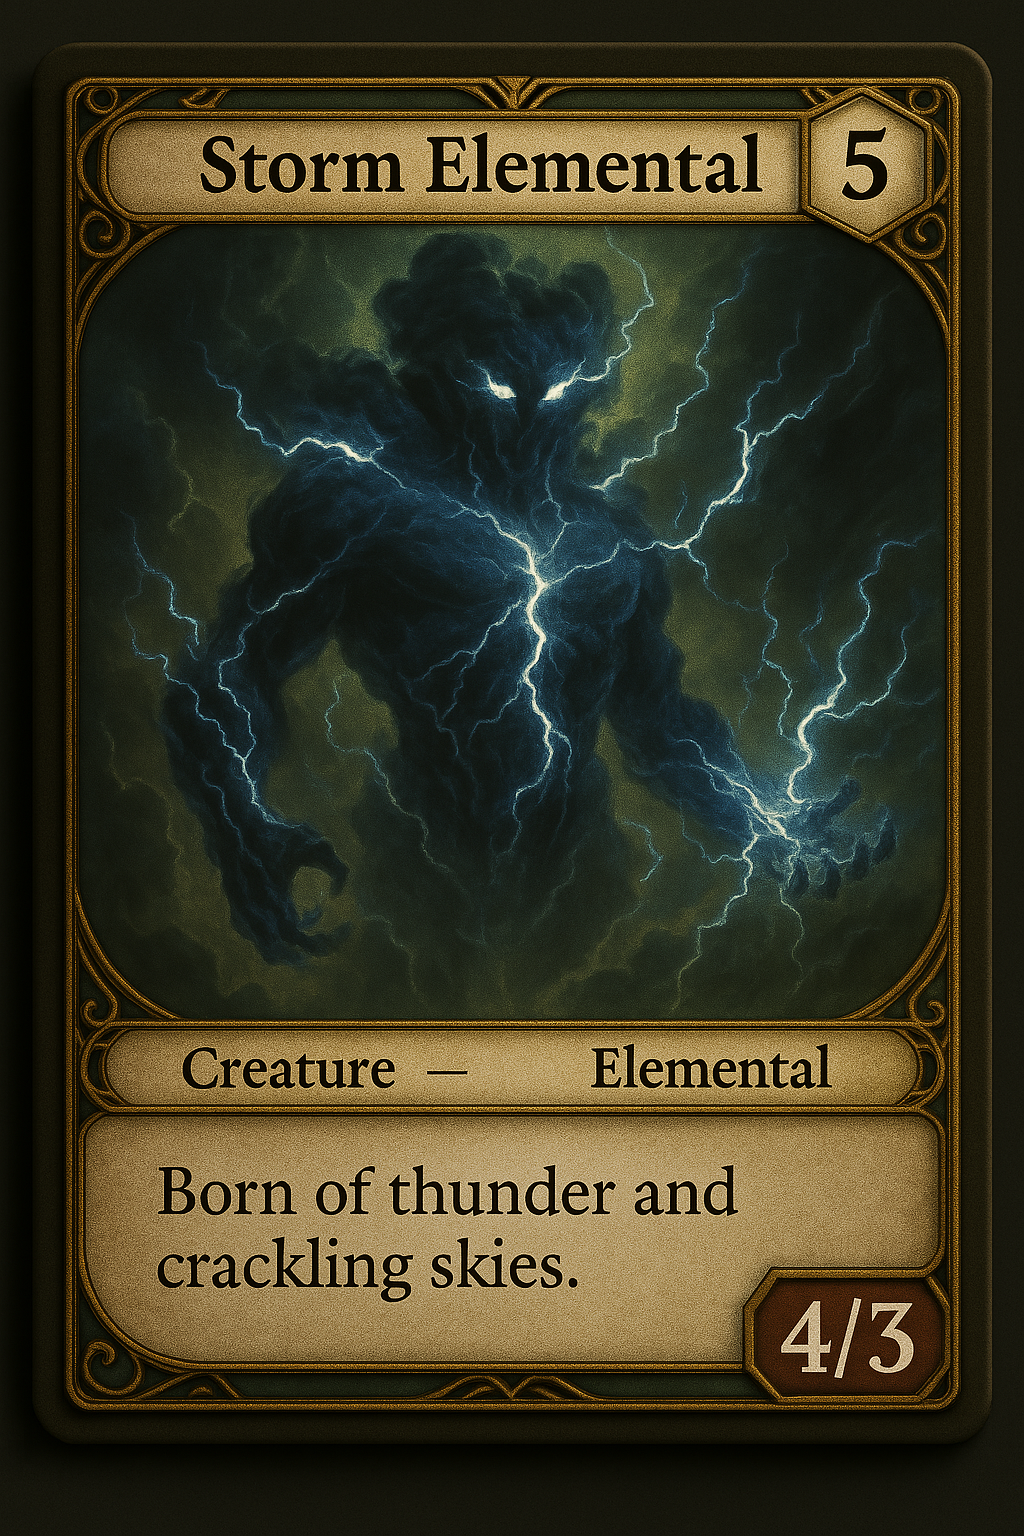 Storm Elemental 5
Creature — Elemental
Born of thunder and
crackling skies.
4/3